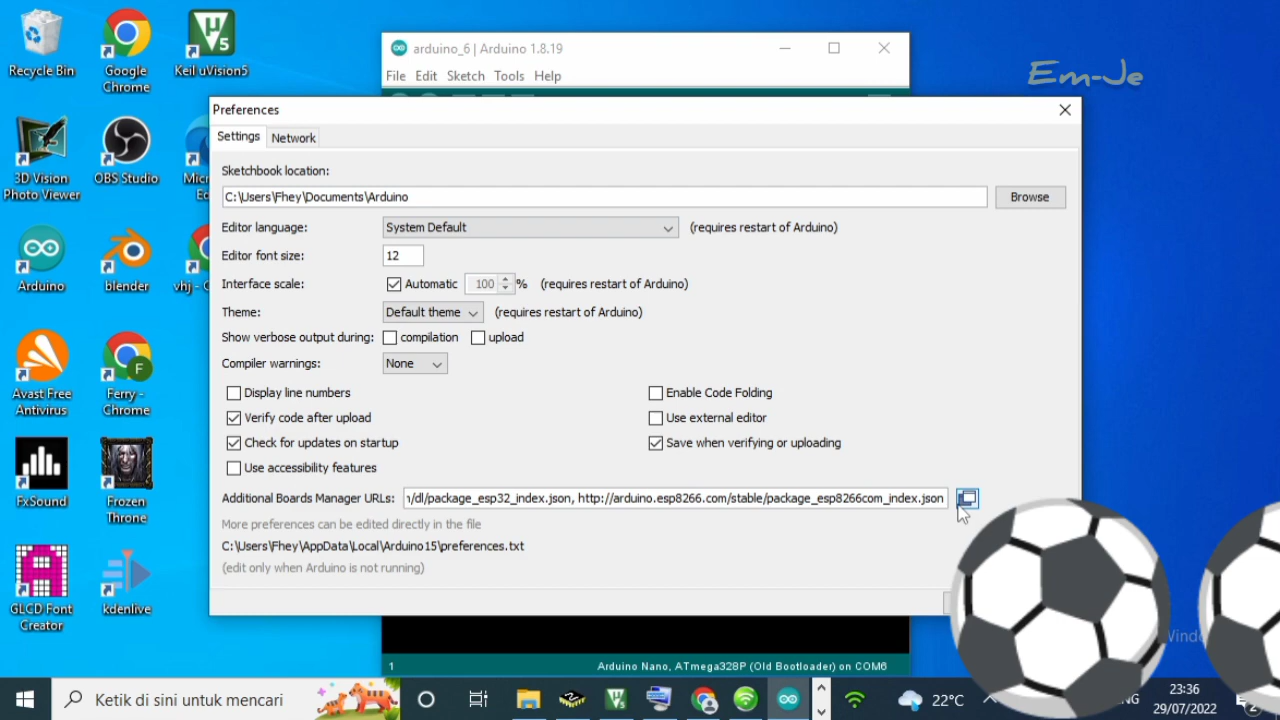 Recycle Bin
Google
Chrome
Keil uVision5
3D Vision
Photo Viewer
OBS Studio
Micr
Ed
Arduino
blender
vhj - C
Avast Free
Antivirus
F
Ferry -
Chrome
FxSound
Frozen
Throne
GLCD Font
Creator
kdenlive
arduino_6 | Arduino 1.8.19
File Edit Sketch Tools Help
Em-Je
Preferences
Settings Network
Sketchbook location:
C:\Users\Fhey\Documents\Arduino Browse
Editor language: System Default (requires restart of Arduino)
Editor font size: 12
Interface scale: Automatic 100 % (requires restart of Arduino)
Theme: Default theme (requires restart of Arduino)
Show verbose output during: compilation upload
Compiler warnings: None
Display line numbers Enable Code Folding
Verify code after upload Use external editor
Check for updates on startup Save when verifying or uploading
Use accessibility features
Additional Boards Manager URLs: /dl/package_esp32_index.json, http://arduino.esp8266.com/stable/package_esp8266com_index.json
More preferences can be edited directly in the file
C:\Users\Fhey\AppData\Local\Arduino15\preferences.txt
(edit only when Arduino is not running)
Windo
1 Arduino Nano, ATmega328P (Old Bootloader) on COM6
Ketik di sini untuk mencari
22°C
ENG
23:36
29/07/2022
2